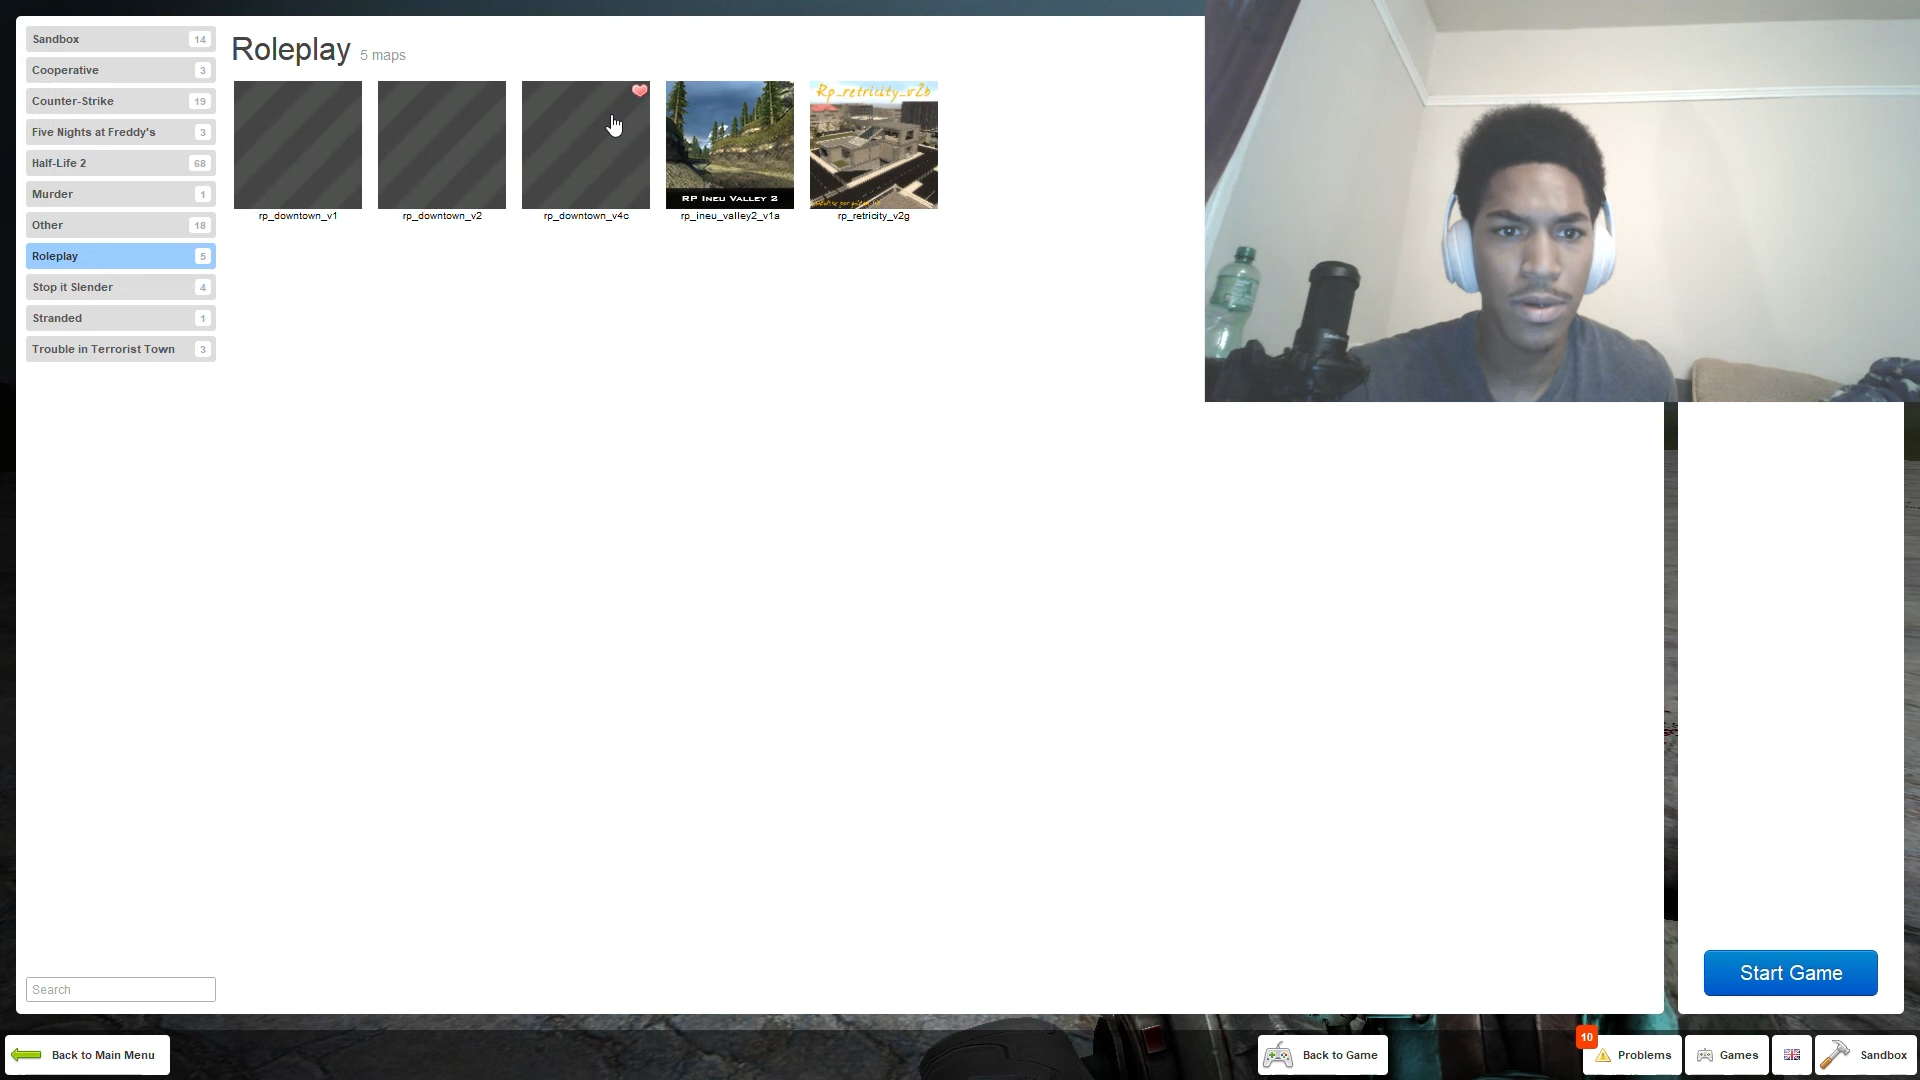 Sandbox 14
Cooperative 3
Counter-Strike 19
Five Nights at Freddy's 3
Half-Life 2 68
Murder 1
Other 18
Roleplay 5
Stop it Slender 4
Stranded 1
Trouble in Terrorist Town 3
Search
Roleplay 5 maps
RP Ineu Valley 2
Rp_retricity_v2b
rp_downtown_v1
rp_downtown_v2
rp_downtown_v4c
rp_ineu_valley2_v1a
rp_retricity_v2g
Start Game
Back to Main Menu
Back to Game
10
Problems
Games
Sandbox